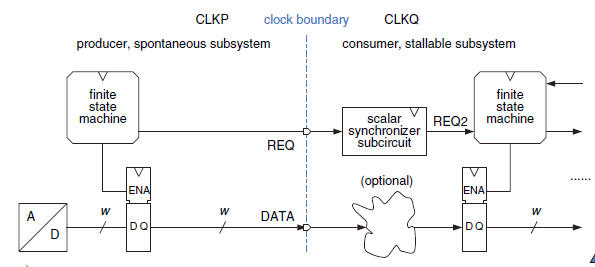 CLKP clock boundary CLKQ
producer, spontaneous subsystem consumer, stallable subsystem
finite
state
machine
scalar
synchronizer
subcircuit
REQ2
finite
state
machine
REQ
(optional)
......
ENA
ENA
A
D
w
D Q
w
DATA
D Q
w